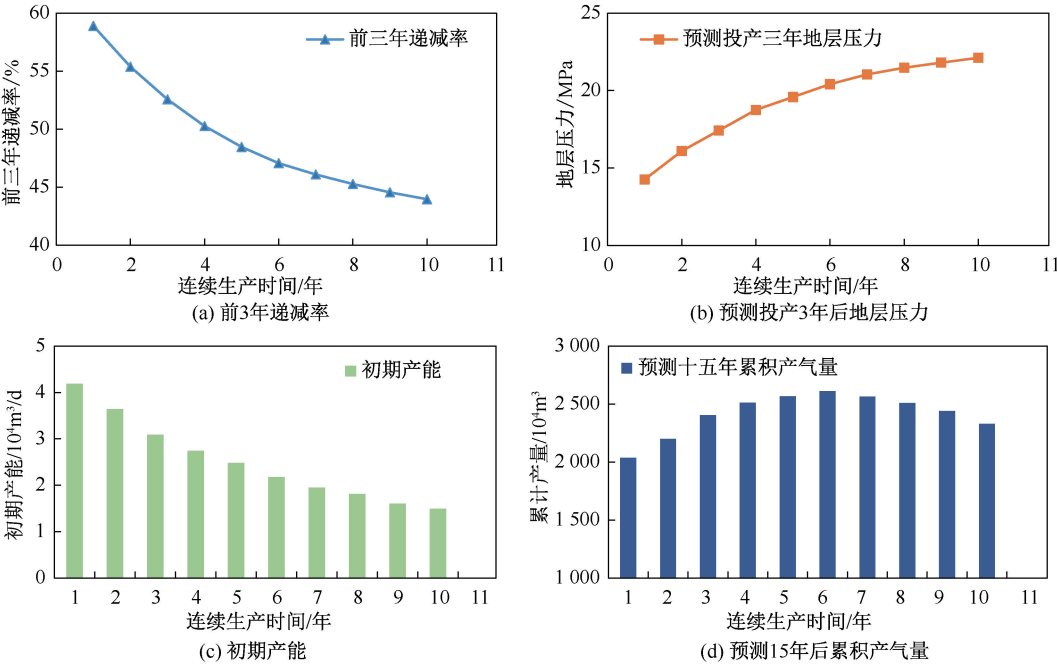 60
55
50
45
40
前三年递减率/%
前三年递减率
0 2 4 6 8 10 11
连续生产时间/年
(a) 前3年递减率
25
20
15
10
地层压力/MPa
预测投产三年地层压力
0 2 4 6 8 10 11
连续生产时间/年
(b) 预测投产3年后地层压力
5
4
3
2
1
0
初期产能/10⁴m³/d
初期产能
1 2 3 4 5 6 7 8 9 10 11
连续生产时间/年
(c) 初期产能
3 000
2 500
2 000
1 500
1 000
累计产量/10⁴m³
预测十五年累积产气量
1 2 3 4 5 6 7 8 9 10 11
连续生产时间/年
(d) 预测15年后累积产气量